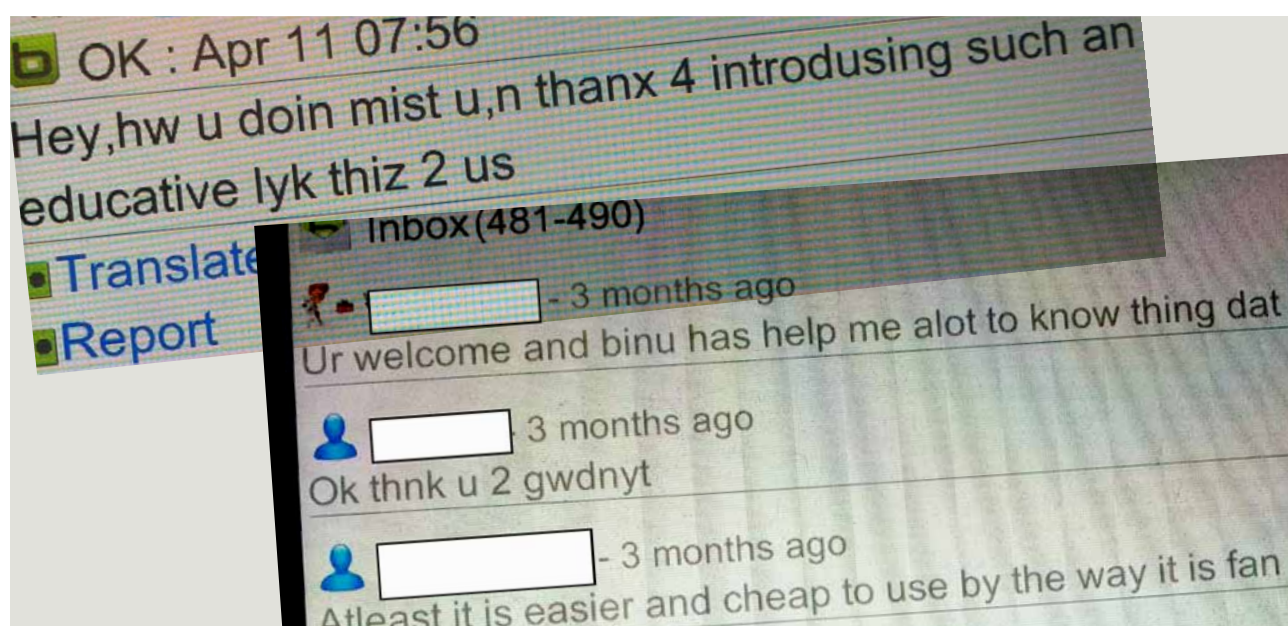 OK : Apr 11 07:56
Hey,hw u doin mist u,n thanx 4 introdusing such an
educative lyk thiz 2 us
Translate
Report
Inbox(481-490)
- 3 months ago
Ur welcome and binu has help me alot to know thing dat
3 months ago
Ok thnk u 2 gwdnyt
- 3 months ago
Atleast it is easier and cheap to use by the way it is fan